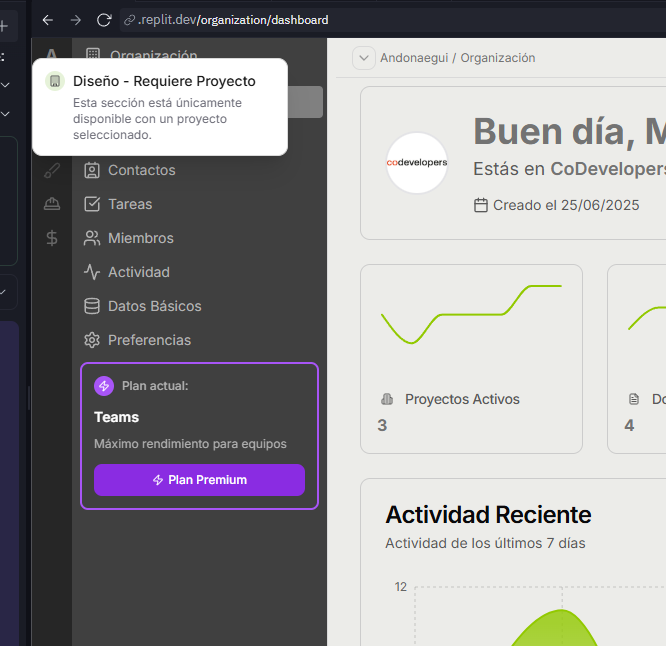 .replit.dev/organization/dashboard
Organización
Diseño - Requiere Proyecto
Esta sección está únicamente
disponible con un proyecto
seleccionado.
Contactos
Tareas
Miembros
Actividad
Datos Básicos
Preferencias
Plan actual:
Teams
Máximo rendimiento para equipos
Plan Premium
Andonaegui / Organización
codevelopers
Buen día, M
Estás en CoDevelopers
Creado el 25/06/2025
Proyectos Activos
3
Do
4
Actividad Reciente
Actividad de los últimos 7 días
12